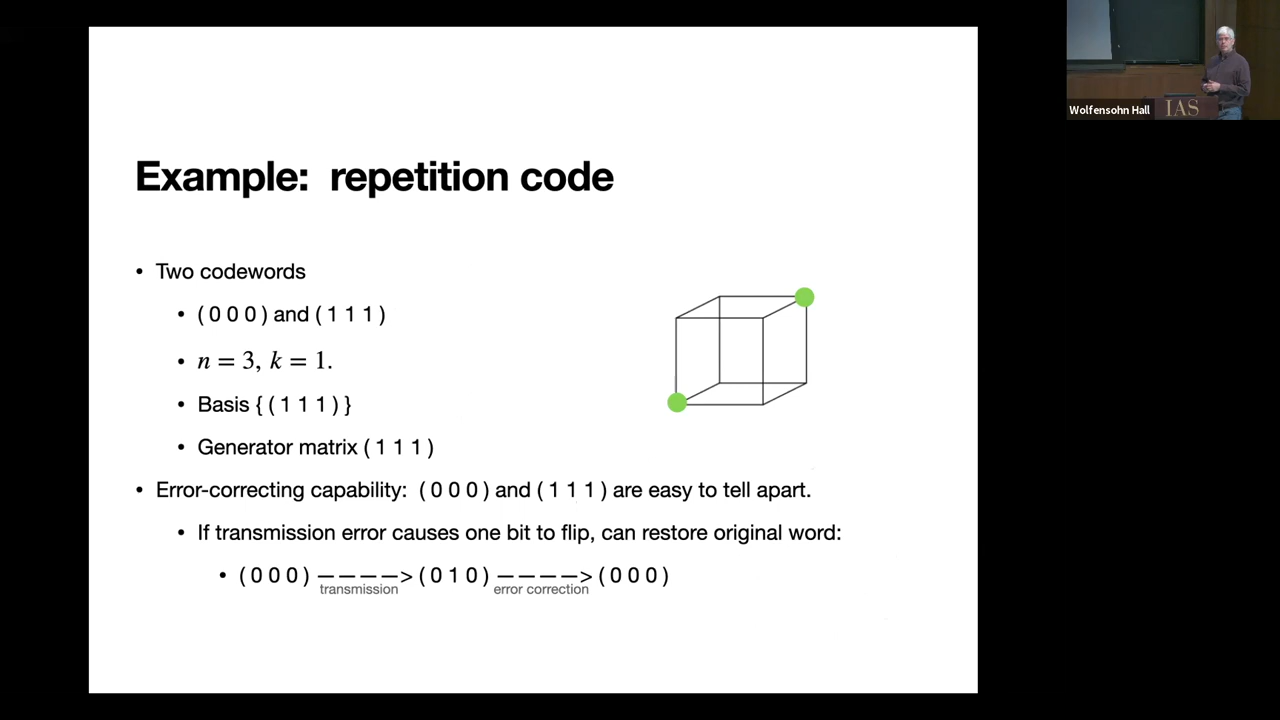 Example: repetition code
• Two codewords
• ( 0 0 0 ) and ( 1 1 1 )
• n = 3, k = 1.
• Basis { ( 1 1 1 ) }
• Generator matrix ( 1 1 1 )
• Error-correcting capability: ( 0 0 0 ) and ( 1 1 1 ) are easy to tell apart.
• If transmission error causes one bit to flip, can restore original word:
• ( 0 0 0 ) — — — — > ( 0 1 0 ) — — — — > ( 0 0 0 )
transmission error correction
Wolfensohn Hall
IAS